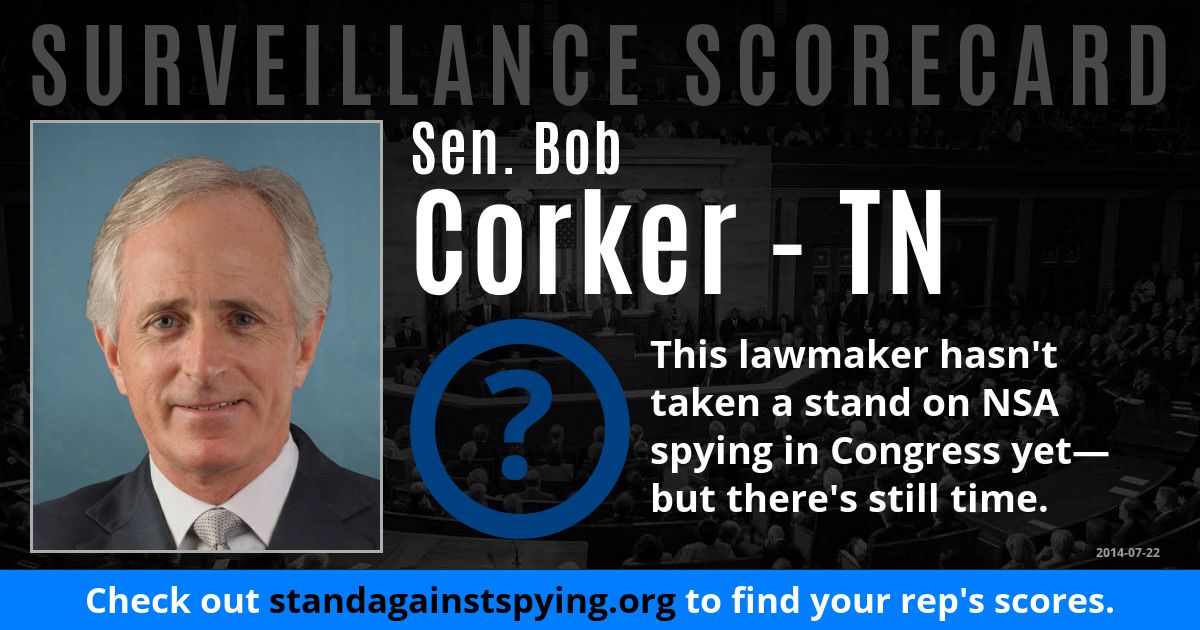 SURVEILLANCE SCORECARD
Sen. Bob
Corker - TN
?
This lawmaker hasn't
taken a stand on NSA
spying in Congress yet—
but there's still time.
2014-07-22
Check out standagainstspying.org to find your rep's scores.